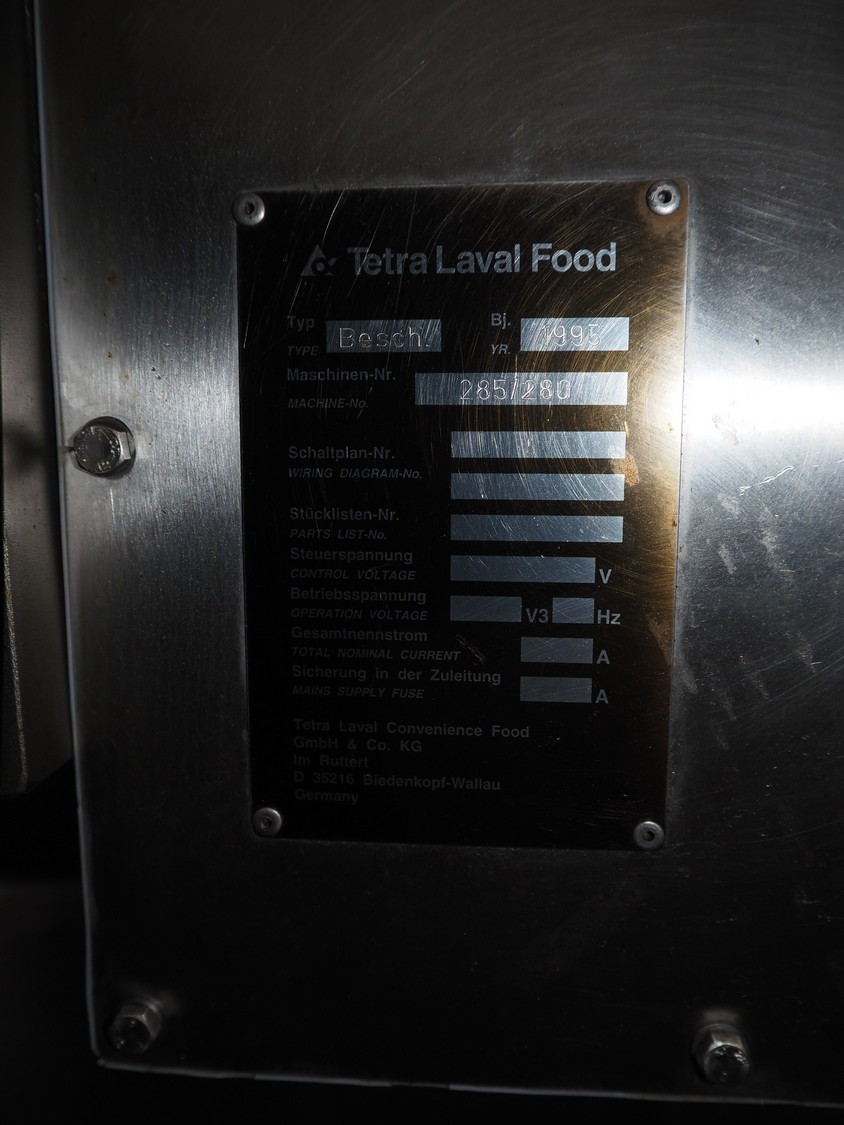 Tetra Laval Food
Typ Besch. Bj. 1995
TYPE YR.
Maschinen-Nr. 285/280
MACHINE-No.
Schaltplan-Nr.
WIRING DIAGRAM-No.
Stücklisten-Nr.
PARTS LIST-No.
Steuerspannung
CONTROL VOLTAGE V
Betriebsspannung
OPERATION VOLTAGE V3 Hz
Gesamtnennstrom
TOTAL NOMINAL CURRENT A
Sicherung in der Zuleitung
MAINS SUPPLY FUSE A
Tetra Laval Convenience Food
GmbH & Co. KG
Im Ruttert
D 35216 Biedenkopf-Wallau
Germany